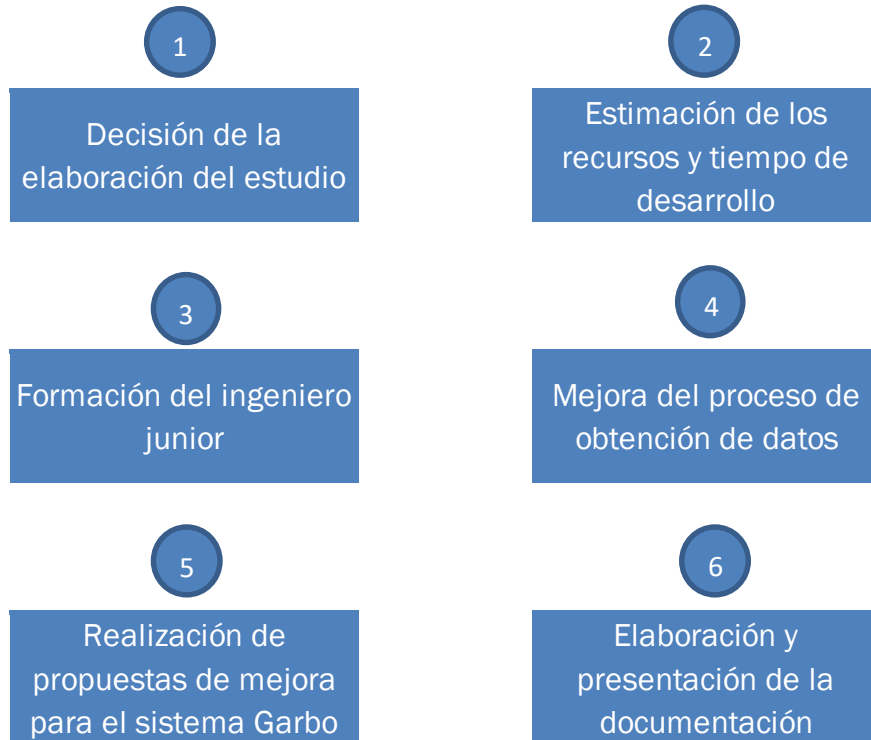 1
Decisión de la
elaboración del estudio
2
Estimación de los
recursos y tiempo de
desarrollo
3
Formación del ingeniero
junior
4
Mejora del proceso de
obtención de datos
5
Realización de
propuestas de mejora
para el sistema Garbo
6
Elaboración y
presentación de la
documentación